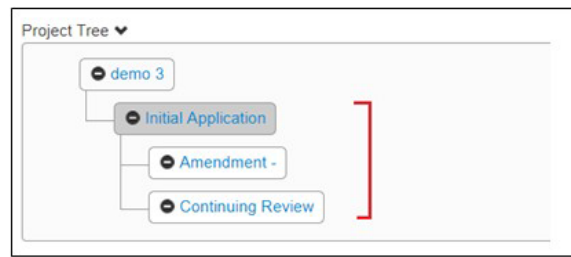 Project Tree
demo 3
Initial Application
Amendment -
Continuing Review